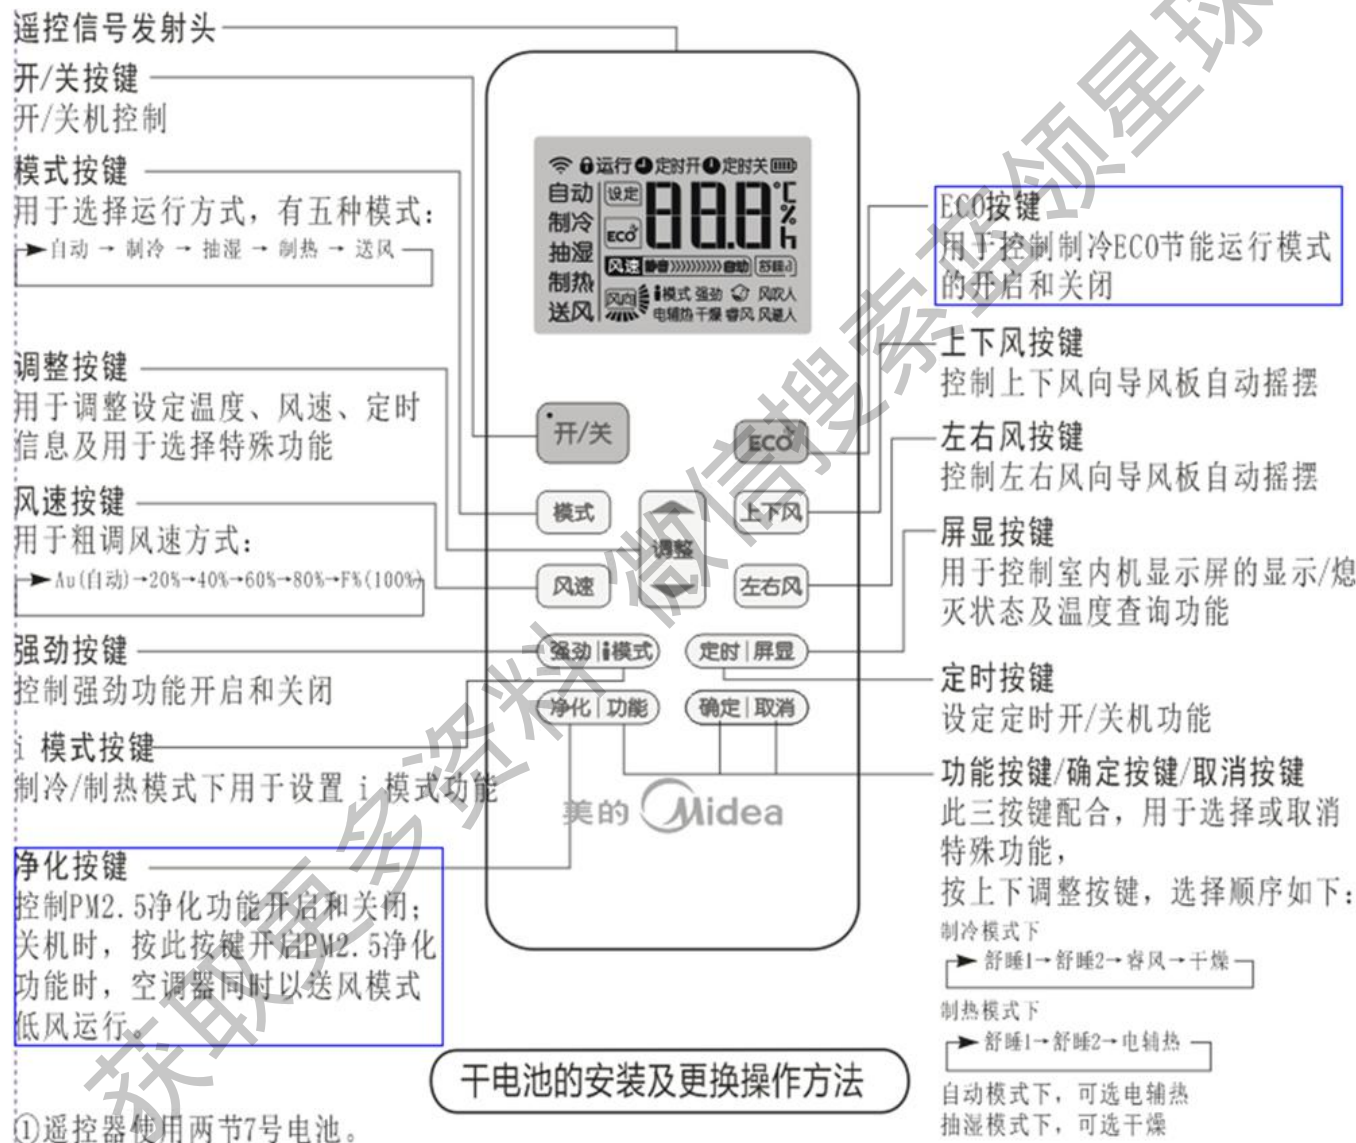 遥控信号发射头
开/关按键
开/关机控制
模式按键
用于选择运行方式，有五种模式：
自动 → 制冷 → 抽湿 → 制热 → 送风
调整按键
用于调整设定温度、风速、定时
信息及用于选择特殊功能
风速按键
用于粗调风速方式：
Au(自动)→20%→40%→60%→80%→F%(100%)
强劲按键
控制强劲功能开启和关闭
i 模式按键
制冷/制热模式下用于设置 i 模式功能
净化按键
控制PM2.5净化功能开启和关闭；
关机时，按此按键开启PM2.5净化
功能时，空调器同时以送风模式
低风运行。
①遥控器使用两节7号电池。
运行 定时开 定时关
自动 设定 88.8 ℃ % h
制冷 ECO
抽湿 风速 静音 自动 舒睡
制热 风向 i模式 强劲 风吹人
送风 电辅热 干燥 睿风 风避人
开/关 ECO
模式 上下风
调整
风速 左右风
强劲 | i模式 定时 | 屏显
净化 | 功能 确定 | 取消
美的 Midea
干电池的安装及更换操作方法
ECO按键
用于控制制冷ECO节能运行模式
的开启和关闭
上下风按键
控制上下风向导风板自动摇摆
左右风按键
控制左右风向导风板自动摇摆
屏显按键
用于控制室内机显示屏的显示/熄
灭状态及温度查询功能
定时按键
设定定时开/关机功能
功能按键/确定按键/取消按键
此三按键配合，用于选择或取消
特殊功能，
按上下调整按键，选择顺序如下：
制冷模式下
舒睡1→舒睡2→睿风→干燥
制热模式下
舒睡1→舒睡2→电辅热
自动模式下，可选电辅热
抽湿模式下，可选干燥
获取更多资料 微信搜索蓝领星球